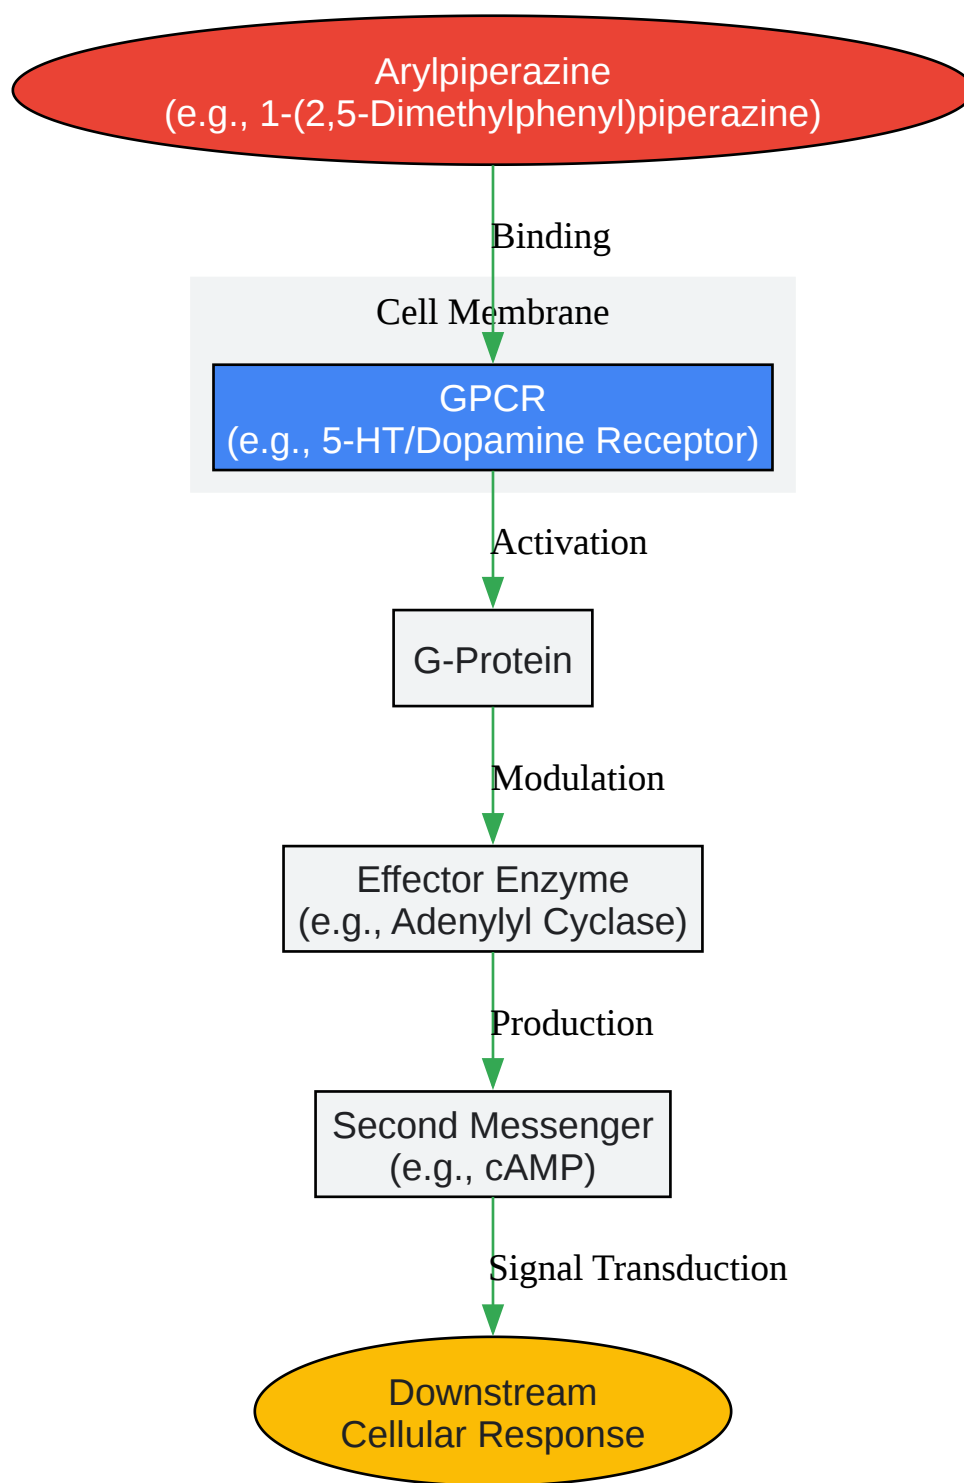 Arylpiperazine
(e.g., 1-(2,5-Dimethylphenyl)piperazine)
Binding
Cell Membrane
GPCR
(e.g., 5-HT/Dopamine Receptor)
Activation
G-Protein
Modulation
Effector Enzyme
(e.g., Adenylyl Cyclase)
Production
Second Messenger
(e.g., cAMP)
Signal Transduction
Downstream
Cellular Response